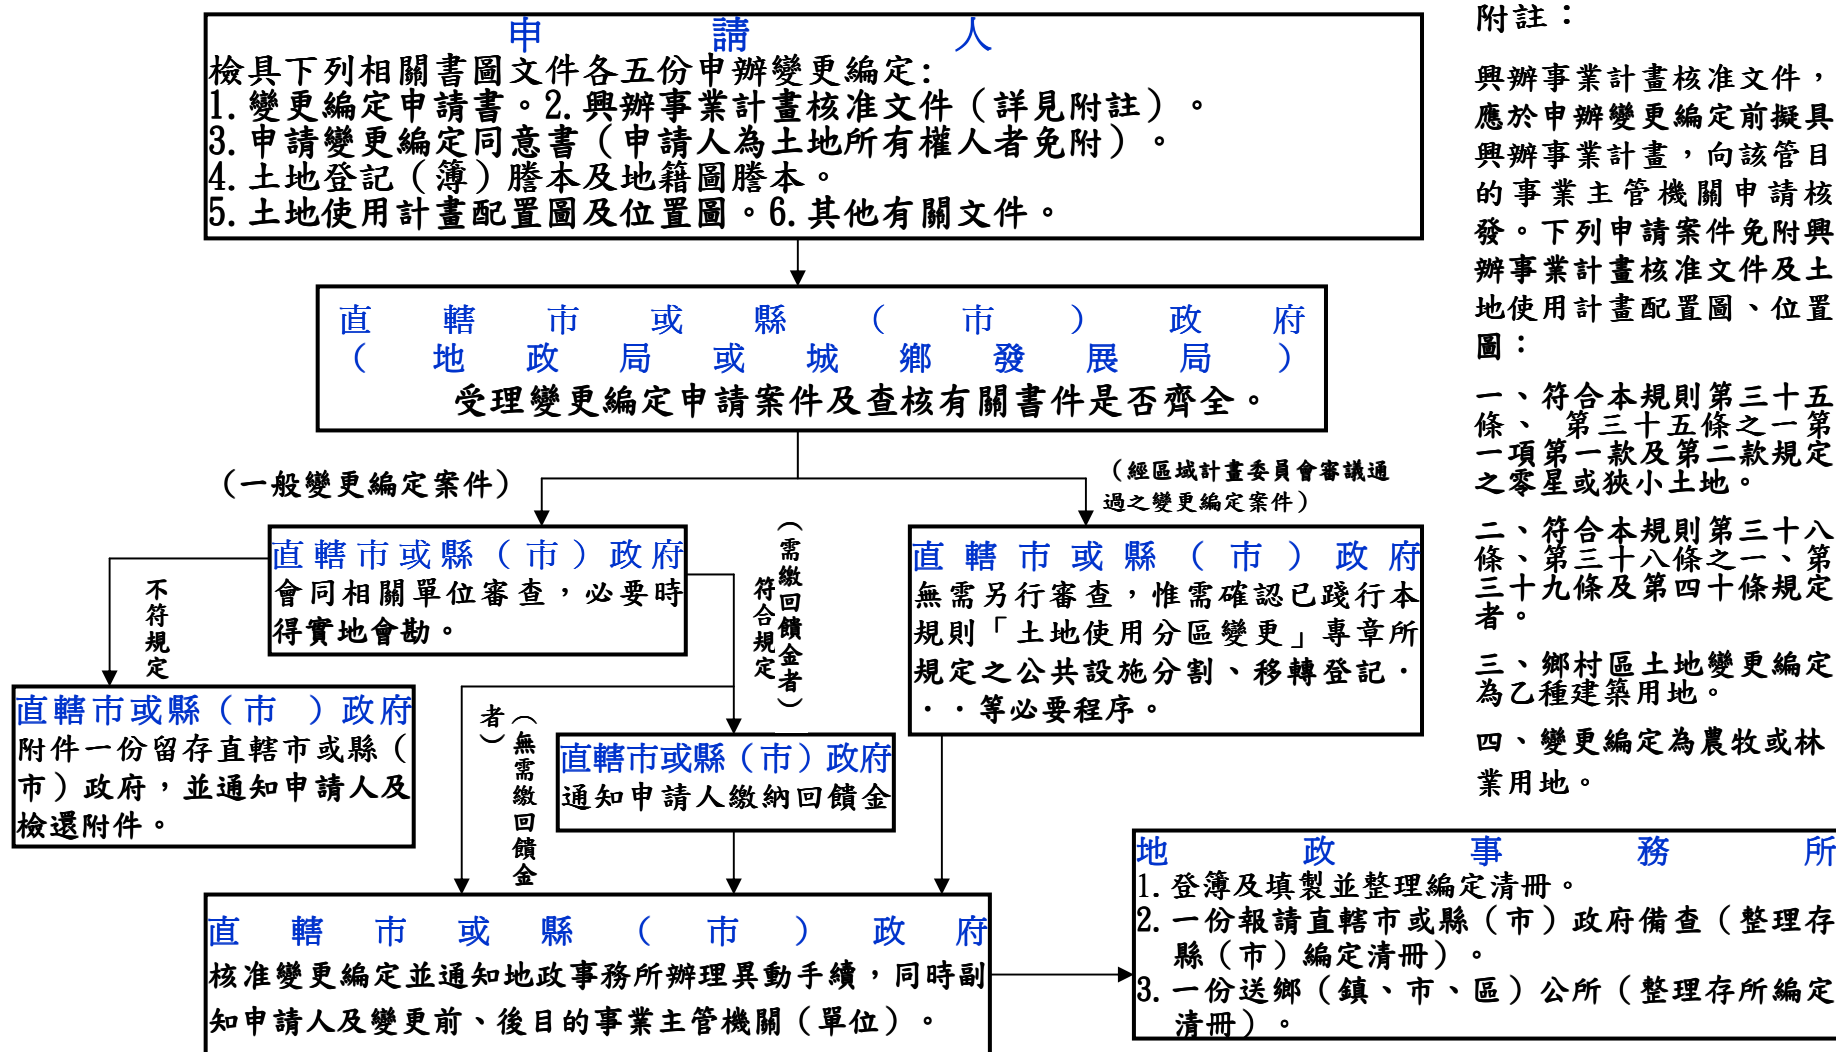 申請人
檢具下列相關書圖文件各五份申辦變更編定:
1.變更編定申請書。2.興辦事業計畫核准文件（詳見附註）。
3.申請變更編定同意書（申請人為土地所有權人者免附）。
4.土地登記（簿）謄本及地籍圖謄本。
5.土地使用計畫配置圖及位置圖。6.其他有關文件。
直轄市或縣（市）政府
（地政局或城鄉發展局）
受理變更編定申請案件及查核有關書件是否齊全。
（一般變更編定案件）
（經區域計畫委員會審議通
過之變更編定案件）
直轄市或縣（市）政府
會同相關單位審查，必要時
得實地會勘。
不符規定
符合規定
（需繳回饋金者）
直轄市或縣（市）政府
無需另行審查，惟需確認已踐行本
規則「土地使用分區變更」專章所
規定之公共設施分割、移轉登記．
．．等必要程序。
直轄市或縣（市）政府
附件一份留存直轄市或縣（
市）政府，並通知申請人及
檢還附件。
（無需繳回饋金
者）
直轄市或縣（市）政府
通知申請人繳納回饋金
直轄市或縣（市）政府
核准變更編定並通知地政事務所辦理異動手續，同時副
知申請人及變更前、後目的事業主管機關（單位）。
地政事務所
1.登簿及填製並整理編定清冊。
2.一份報請直轄市或縣（市）政府備查（整理存
縣（市）編定清冊）。
3.一份送鄉（鎮、市、區）公所（整理存所編定
清冊）。
附註：
興辦事業計畫核准文件，
應於申辦變更編定前擬具
興辦事業計畫，向該管目
的事業主管機關申請核
發。下列申請案件免附興
辦事業計畫核准文件及土
地使用計畫配置圖、位置
圖：
一、符合本規則第三十五
條、 第三十五條之一第
一項第一款及第二款規定
之零星或狹小土地。
二、符合本規則第三十八
條、第三十八條之一、第
三十九條及第四十條規定
者。
三、鄉村區土地變更編定
為乙種建築用地。
四、變更編定為農牧或林
業用地。